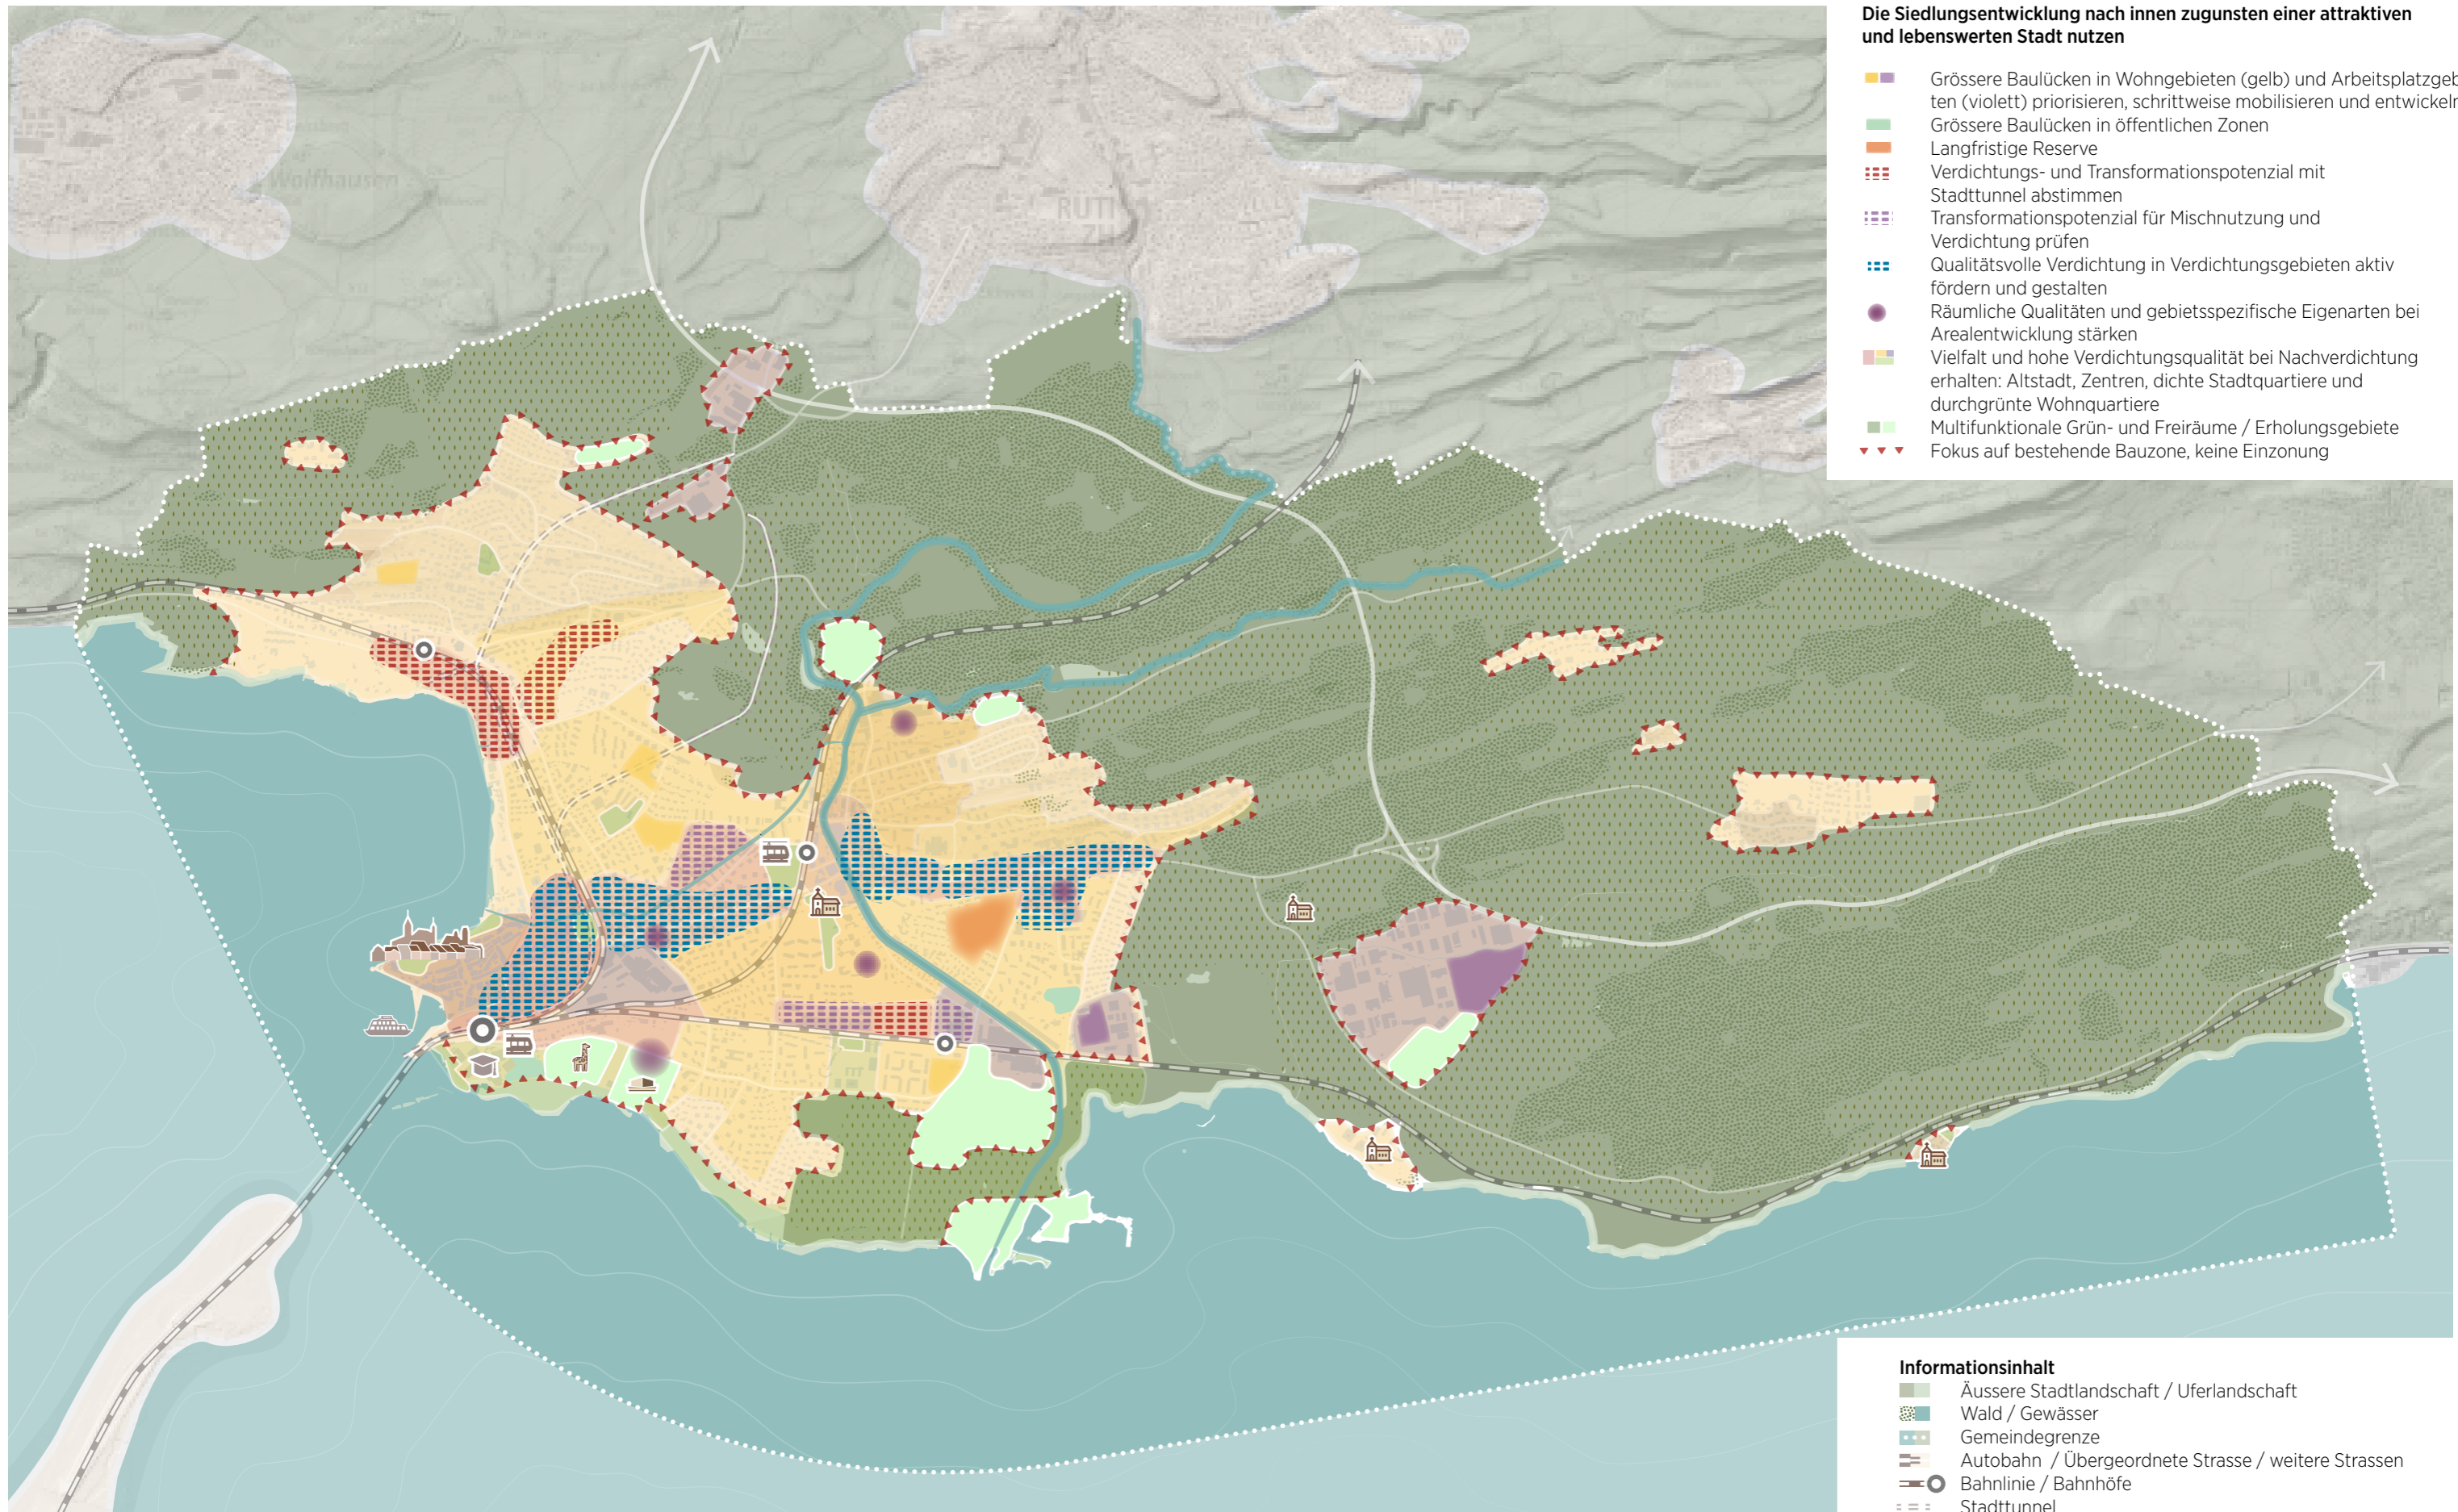 Die Siedlungsentwicklung nach innen zugunsten einer attraktiven
und lebenswerten Stadt nutzen
Grössere Baulücken in Wohngebieten (gelb) und Arbeitsplatzgeb
ten (violett) priorisieren, schrittweise mobilisieren und entwickeln
Grössere Baulücken in öffentlichen Zonen
Langfristige Reserve
Verdichtungs- und Transformationspotenzial mit
Stadttunnel abstimmen
Transformationspotenzial für Mischnutzung und
Verdichtung prüfen
Qualitätsvolle Verdichtung in Verdichtungsgebieten aktiv
fördern und gestalten
Räumliche Qualitäten und gebietsspezifische Eigenarten bei
Arealentwicklung stärken
Vielfalt und hohe Verdichtungsqualität bei Nachverdichtung
erhalten: Altstadt, Zentren, dichte Stadtquartiere und
durchgrünte Wohnquartiere
Multifunktionale Grün- und Freiräume / Erholungsgebiete
Fokus auf bestehende Bauzone, keine Einzonung
Wolfhausen
RÜTI
ZH
Informationsinhalt
Äussere Stadtlandschaft / Uferlandschaft
Wald / Gewässer
Gemeindegrenze
Autobahn / Übergeordnete Strasse / weitere Strassen
Bahnlinie / Bahnhöfe
Stadttunnel